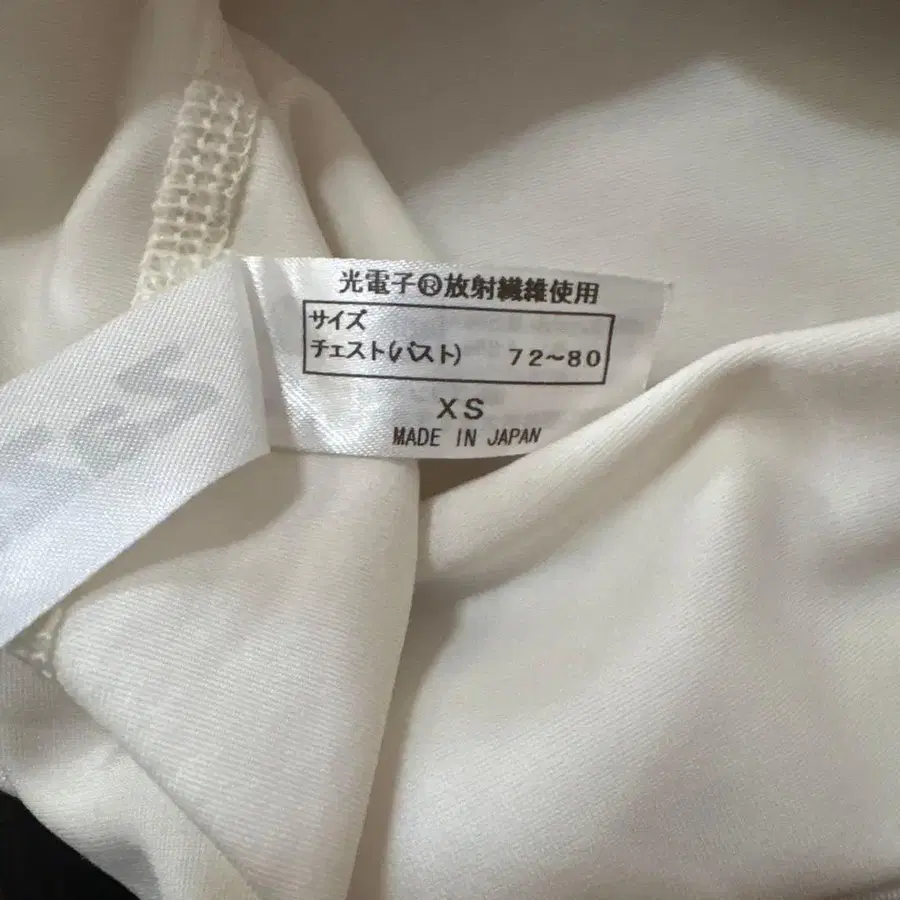 光電子®放射繊維使用
サイズ
チェスト(バスト) 72〜80
XS
MADE IN JAPAN